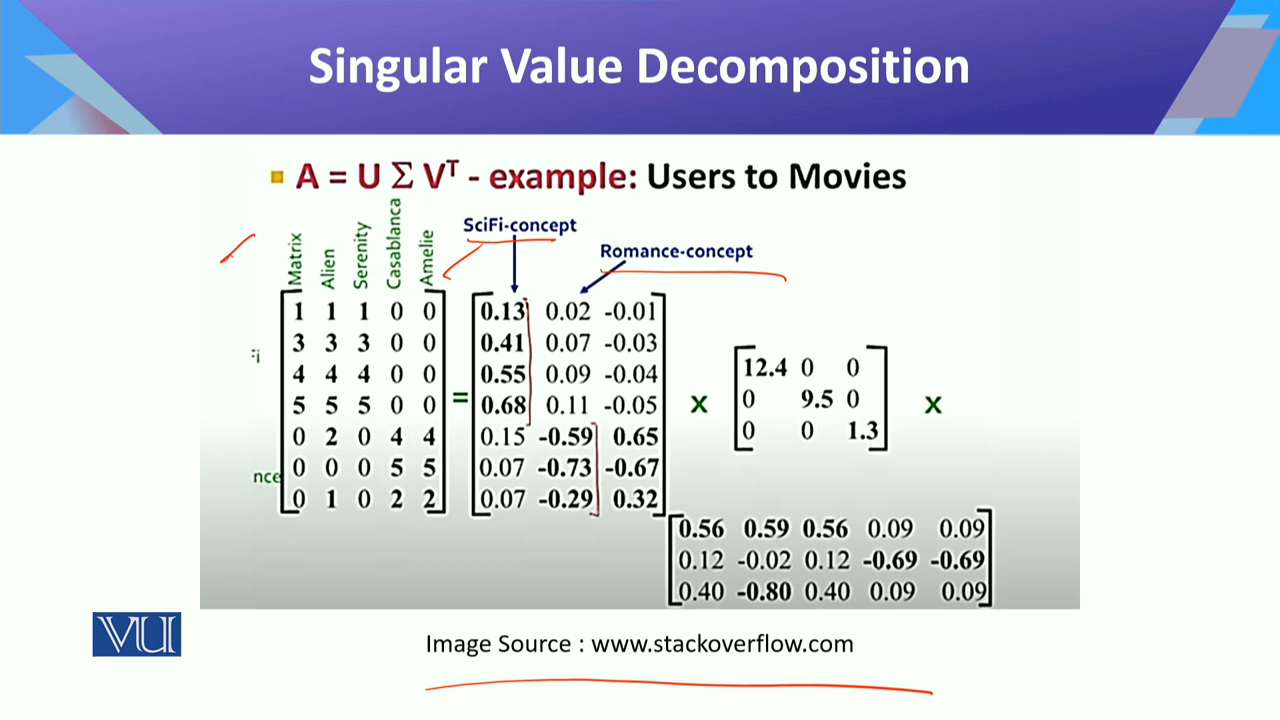 Singular Value Decomposition
A = U Σ Vᵀ - example: Users to Movies
SciFi-concept
Romance-concept
Matrix
Alien
Serenity
Casablanca
Amelie
1 1 1 0 0
3 3 3 0 0
4 4 4 0 0
5 5 5 0 0
0 2 0 4 4
0 0 0 5 5
0 1 0 2 2
=
0.13 0.02 -0.01
0.41 0.07 -0.03
0.55 0.09 -0.04
0.68 0.11 -0.05
0.15 -0.59 0.65
0.07 -0.73 -0.67
0.07 -0.29 0.32
x
12.4 0 0
0 9.5 0
0 0 1.3
x
0.56 0.59 0.56 0.09 0.09
0.12 -0.02 0.12 -0.69 -0.69
0.40 -0.80 0.40 0.09 0.09
nce
VU
Image Source : www.stackoverflow.com